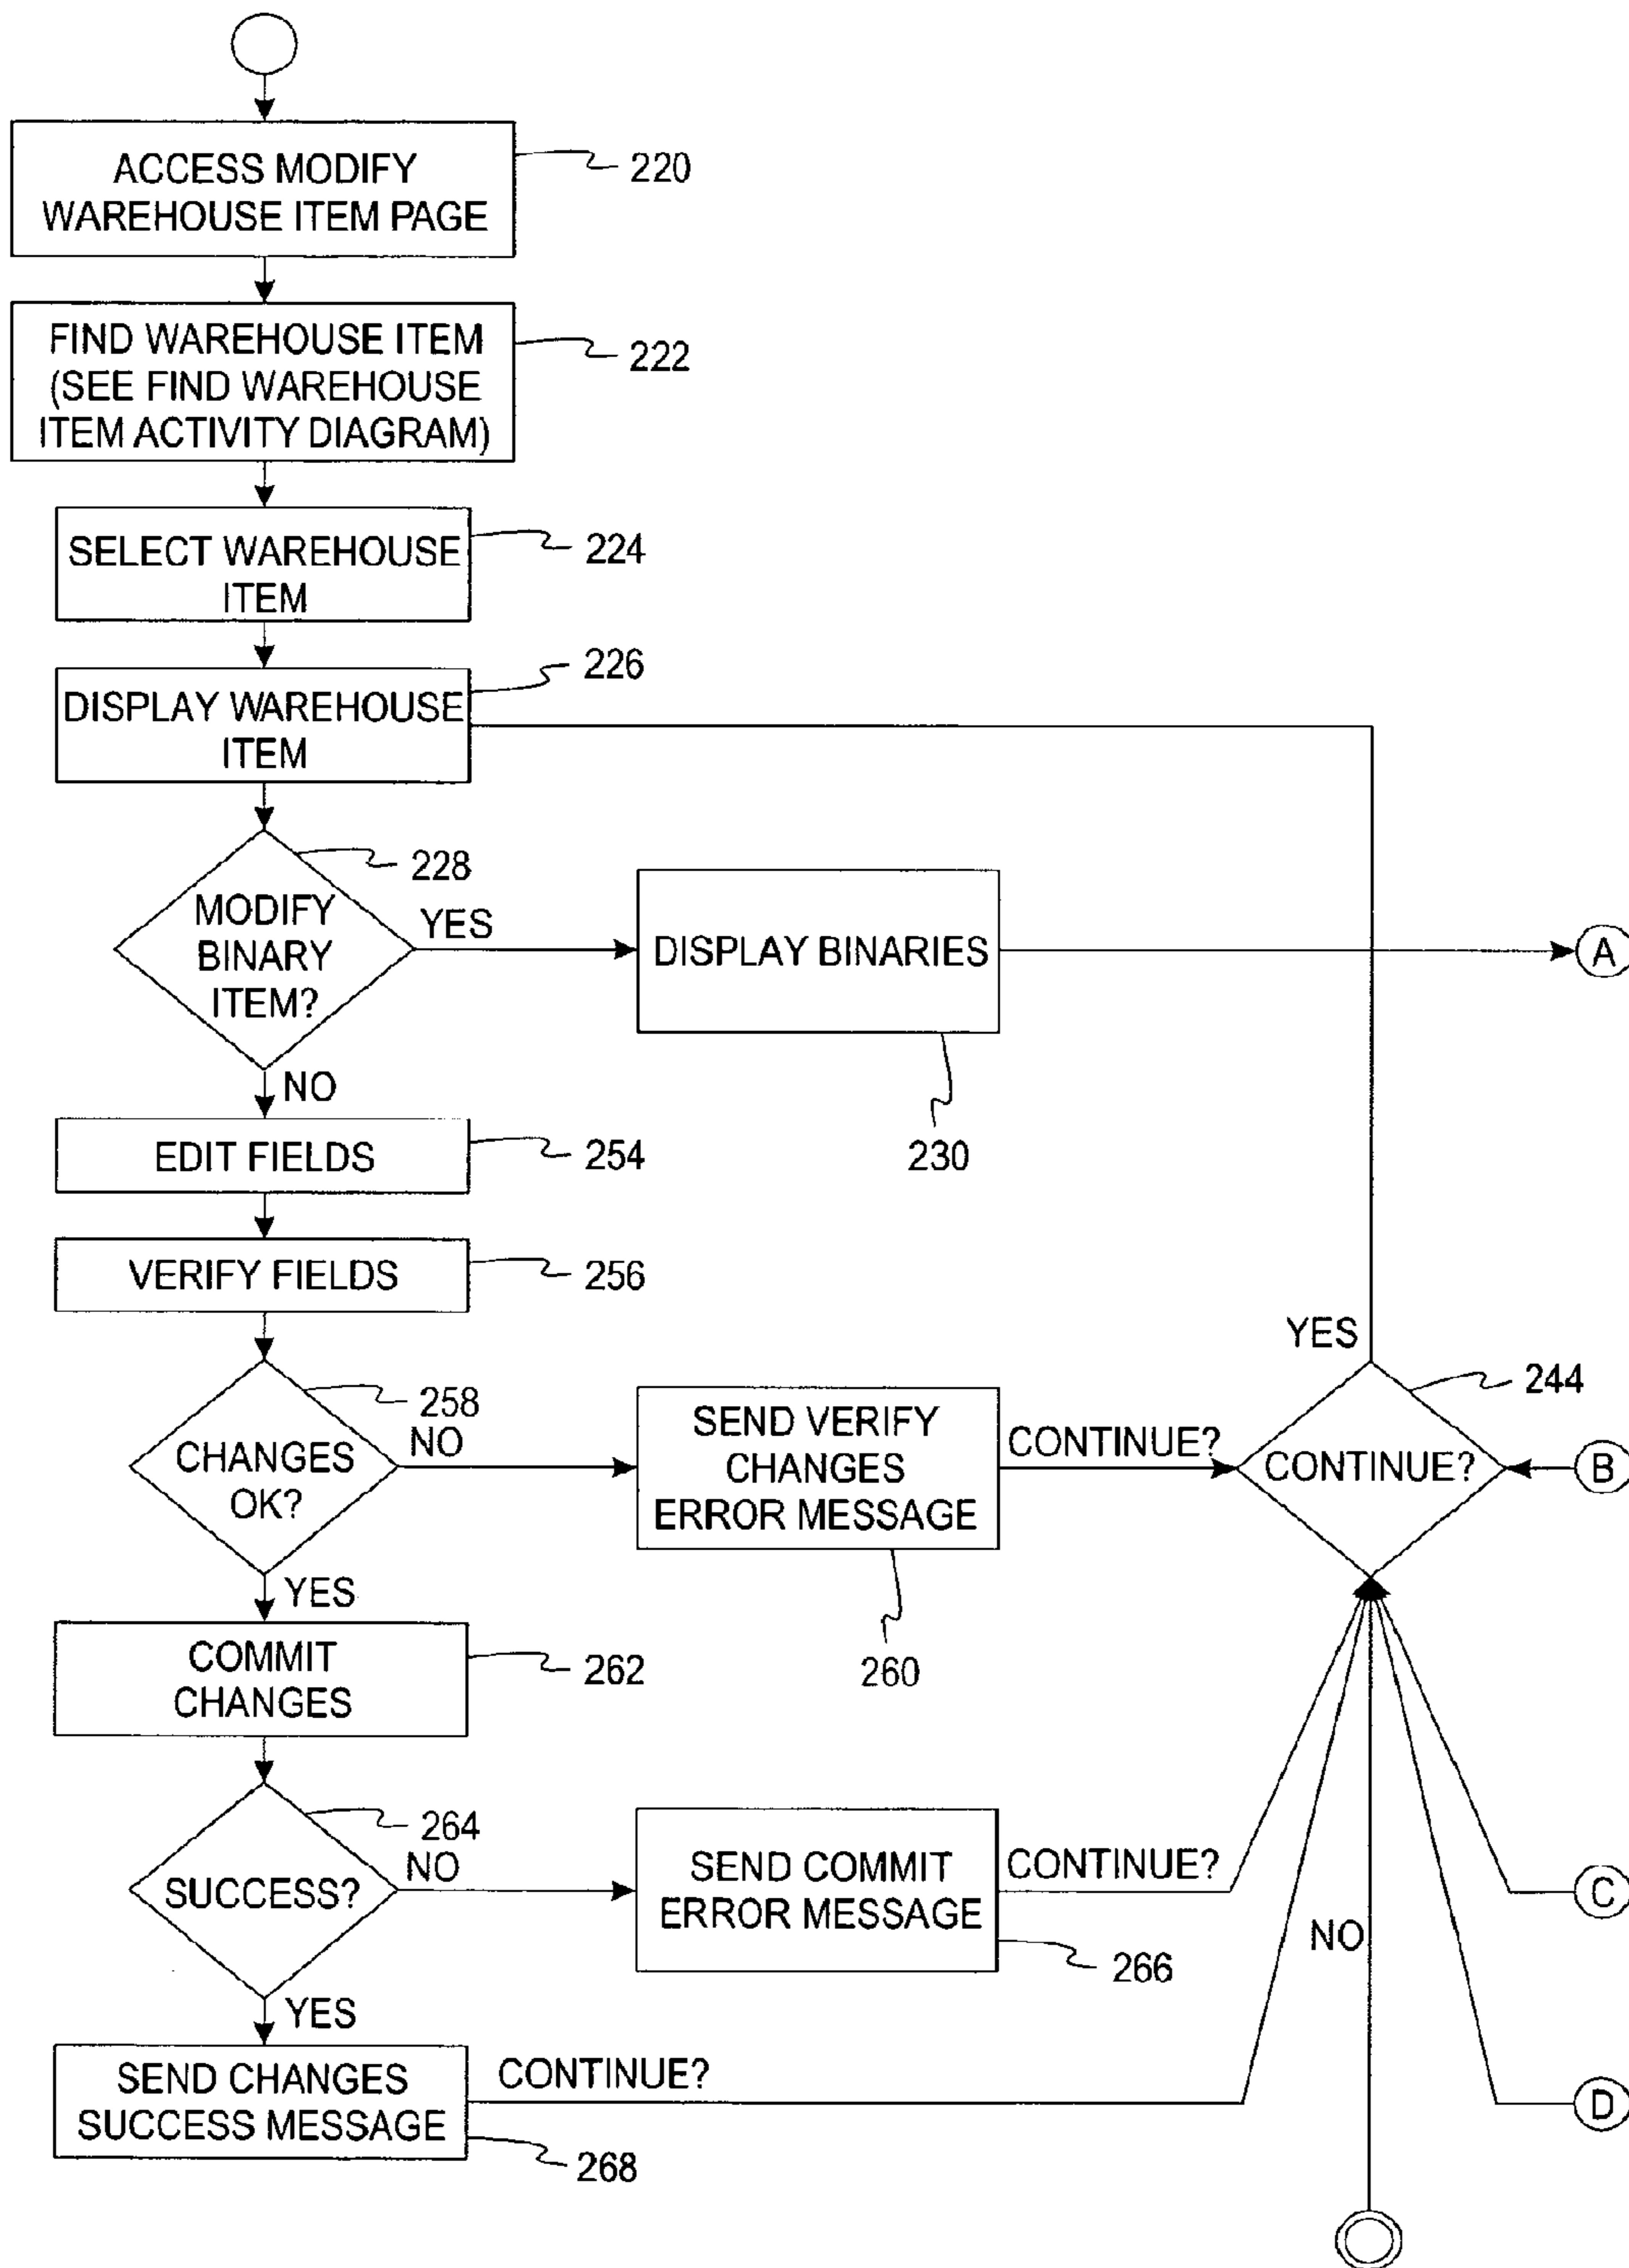 ACCESS MODIFY
WAREHOUSE ITEM PAGE
220
FIND WAREHOUSE ITEM
(SEE FIND WAREHOUSE
ITEM ACTIVITY DIAGRAM)
222
SELECT WAREHOUSE
ITEM
224
226
DISPLAY WAREHOUSE
ITEM
228
MODIFY
BINARY
ITEM?
YES
DISPLAY BINARIES
A
230
NO
EDIT FIELDS
254
VERIFY FIELDS
256
258
CHANGES
OK?
NO
SEND VERIFY
CHANGES
ERROR MESSAGE
260
CONTINUE?
YES
244
CONTINUE?
B
YES
COMMIT
CHANGES
262
264
SUCCESS?
NO
SEND COMMIT
ERROR MESSAGE
266
CONTINUE?
C
NO
YES
SEND CHANGES
SUCCESS MESSAGE
268
CONTINUE?
D